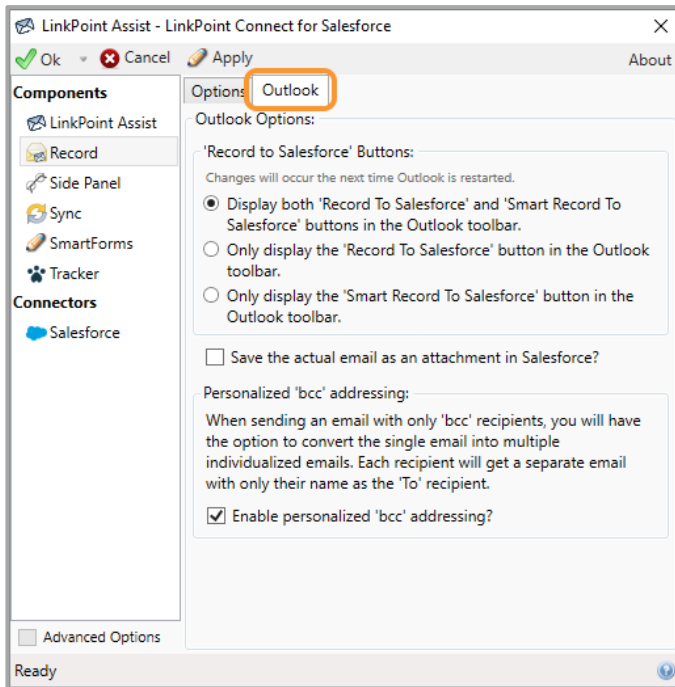 LinkPoint Assist - LinkPoint Connect for Salesforce
Ok Cancel Apply About
Components
LinkPoint Assist
Record
Side Panel
Sync
SmartForms
Tracker
Connectors
Salesforce
Advanced Options
Options Outlook
Outlook Options:
'Record to Salesforce' Buttons:
Changes will occur the next time Outlook is restarted.
Display both 'Record To Salesforce' and 'Smart Record To
Salesforce' buttons in the Outlook toolbar.
Only display the 'Record To Salesforce' button in the Outlook
toolbar.
Only display the 'Smart Record To Salesforce' button in the
Outlook toolbar.
Save the actual email as an attachment in Salesforce?
Personalized 'bcc' addressing:
When sending an email with only 'bcc' recipients, you will have
the option to convert the single email into multiple
individualized emails. Each recipient will get a separate email
with only their name as the 'To' recipient.
Enable personalized 'bcc' addressing?
Ready